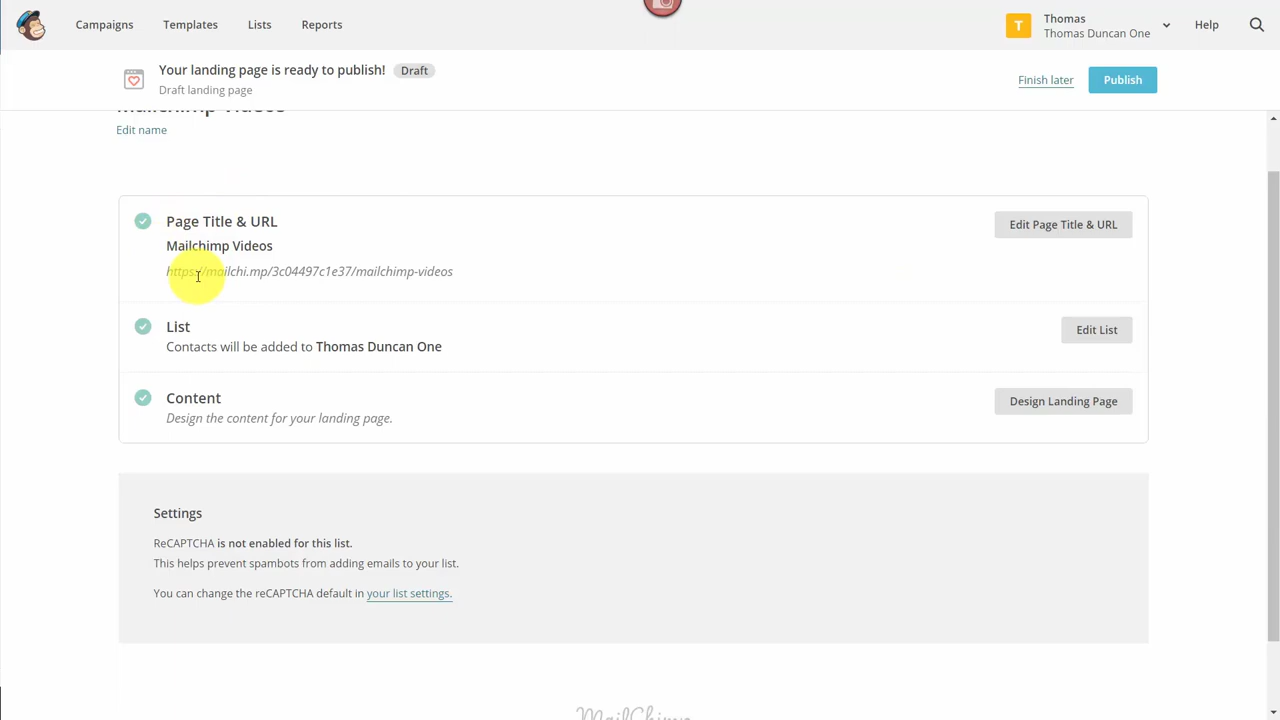 Campaigns Templates Lists Reports
Thomas
Thomas Duncan One
Help
Your landing page is ready to publish! Draft
Draft landing page
Finish later Publish
T
Mailchimp Videos
Edit name
Page Title & URL
Mailchimp Videos
https://mailchi.mp/3c04497c1e37/mailchimp-videos
Edit Page Title & URL
List
Contacts will be added to Thomas Duncan One
Edit List
Content
Design the content for your landing page.
Design Landing Page
Settings
ReCAPTCHA is not enabled for this list.
This helps prevent spambots from adding emails to your list.
You can change the reCAPTCHA default in your list settings.
MailChimp